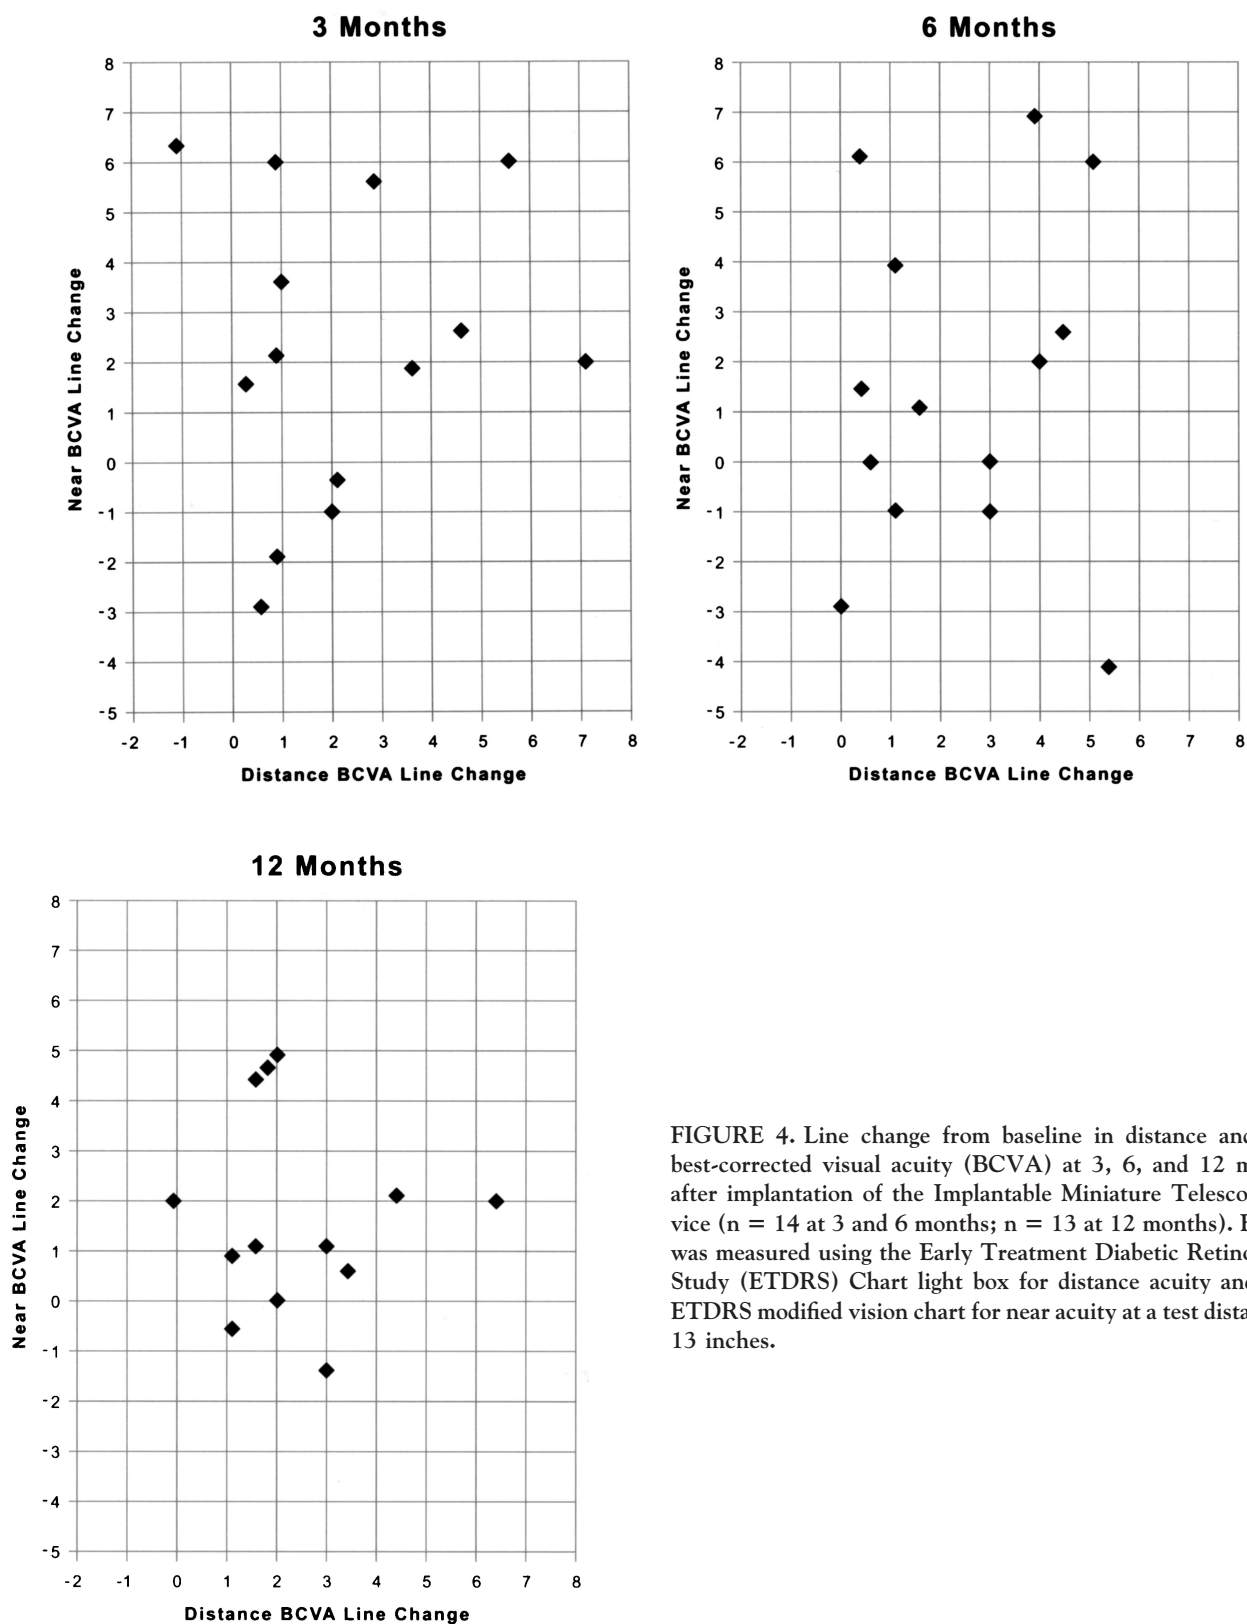 3 Months
8
7
6
5
4
3
2
1
0
-1
-2
-3
-4
-5
Near BCVA Line Change
-2 -1 0 1 2 3 4 5 6 7 8
Distance BCVA Line Change
6 Months
8
7
6
5
4
3
2
1
0
-1
-2
-3
-4
-5
Near BCVA Line Change
-2 -1 0 1 2 3 4 5 6 7 8
Distance BCVA Line Change
12 Months
8
7
6
5
4
3
2
1
0
-1
-2
-3
-4
-5
Near BCVA Line Change
-2 -1 0 1 2 3 4 5 6 7 8
Distance BCVA Line Change
FIGURE 4. Line change from baseline in distance and
best-corrected visual acuity (BCVA) at 3, 6, and 12 m
after implantation of the Implantable Miniature Telesco
vice (n = 14 at 3 and 6 months; n = 13 at 12 months).
was measured using the Early Treatment Diabetic Retino
Study (ETDRS) Chart light box for distance acuity and
ETDRS modified vision chart for near acuity at a test dista
13 inches.